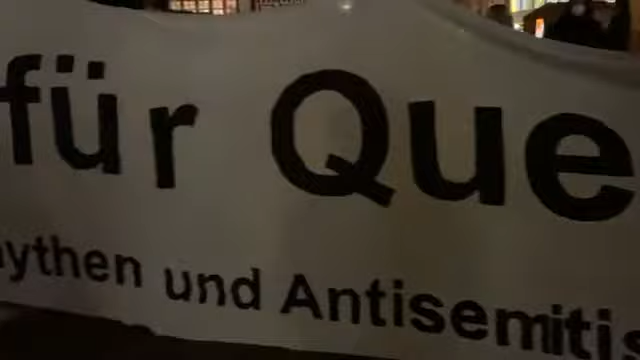 für Que
ythen und Antisemitis